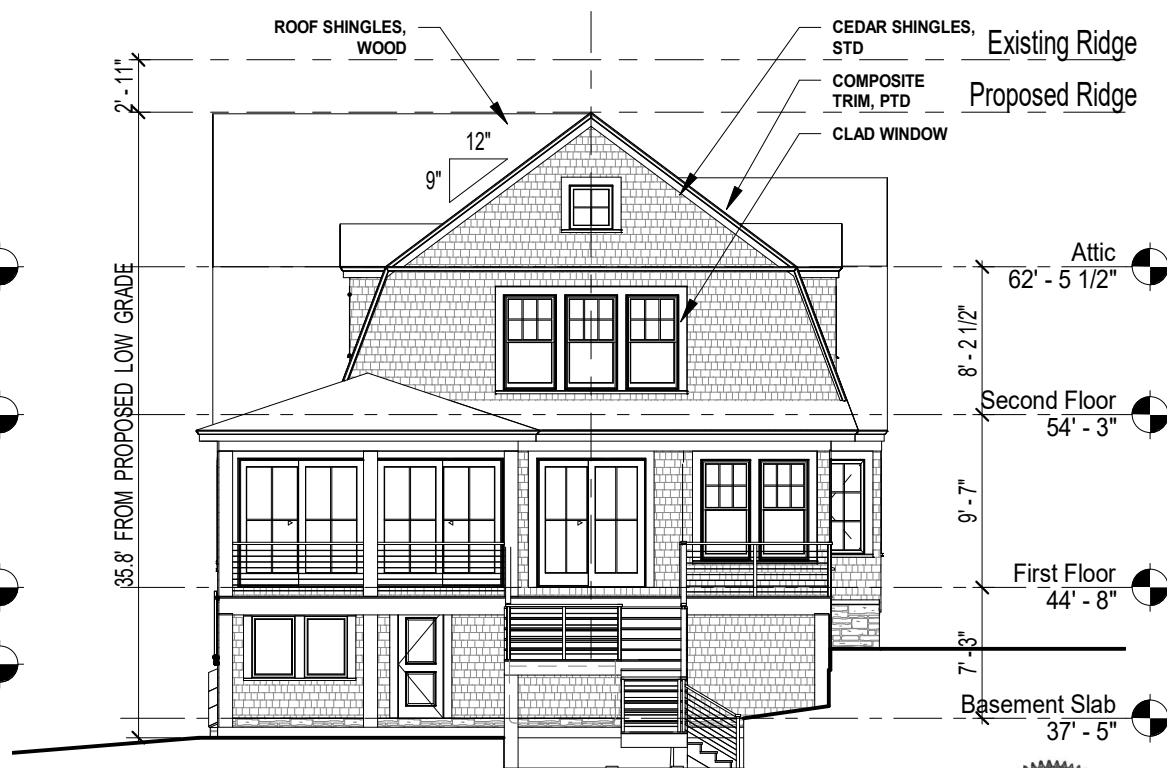 ROOF SHINGLES,
WOOD
CEDAR SHINGLES,
STD
Existing Ridge
COMPOSITE
TRIM, PTD
Proposed Ridge
CLAD WINDOW
2' - 11"
12"
9"
35.8' FROM PROPOSED LOW GRADE
Attic
62' - 5 1/2"
8' - 2 1/2"
Second Floor
54' - 3"
9' - 7"
First Floor
44' - 8"
7' - 3"
Basement Slab
37' - 5"